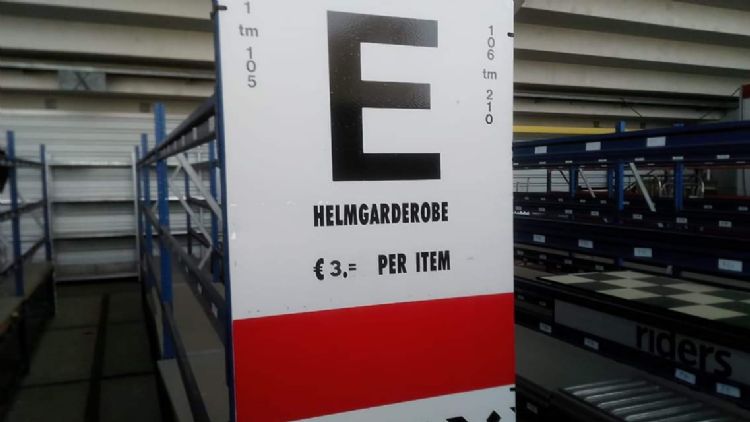 1 tm 105
E
106 tm 210
HELMGARDEROBE
€ 3.= PER ITEM
riders